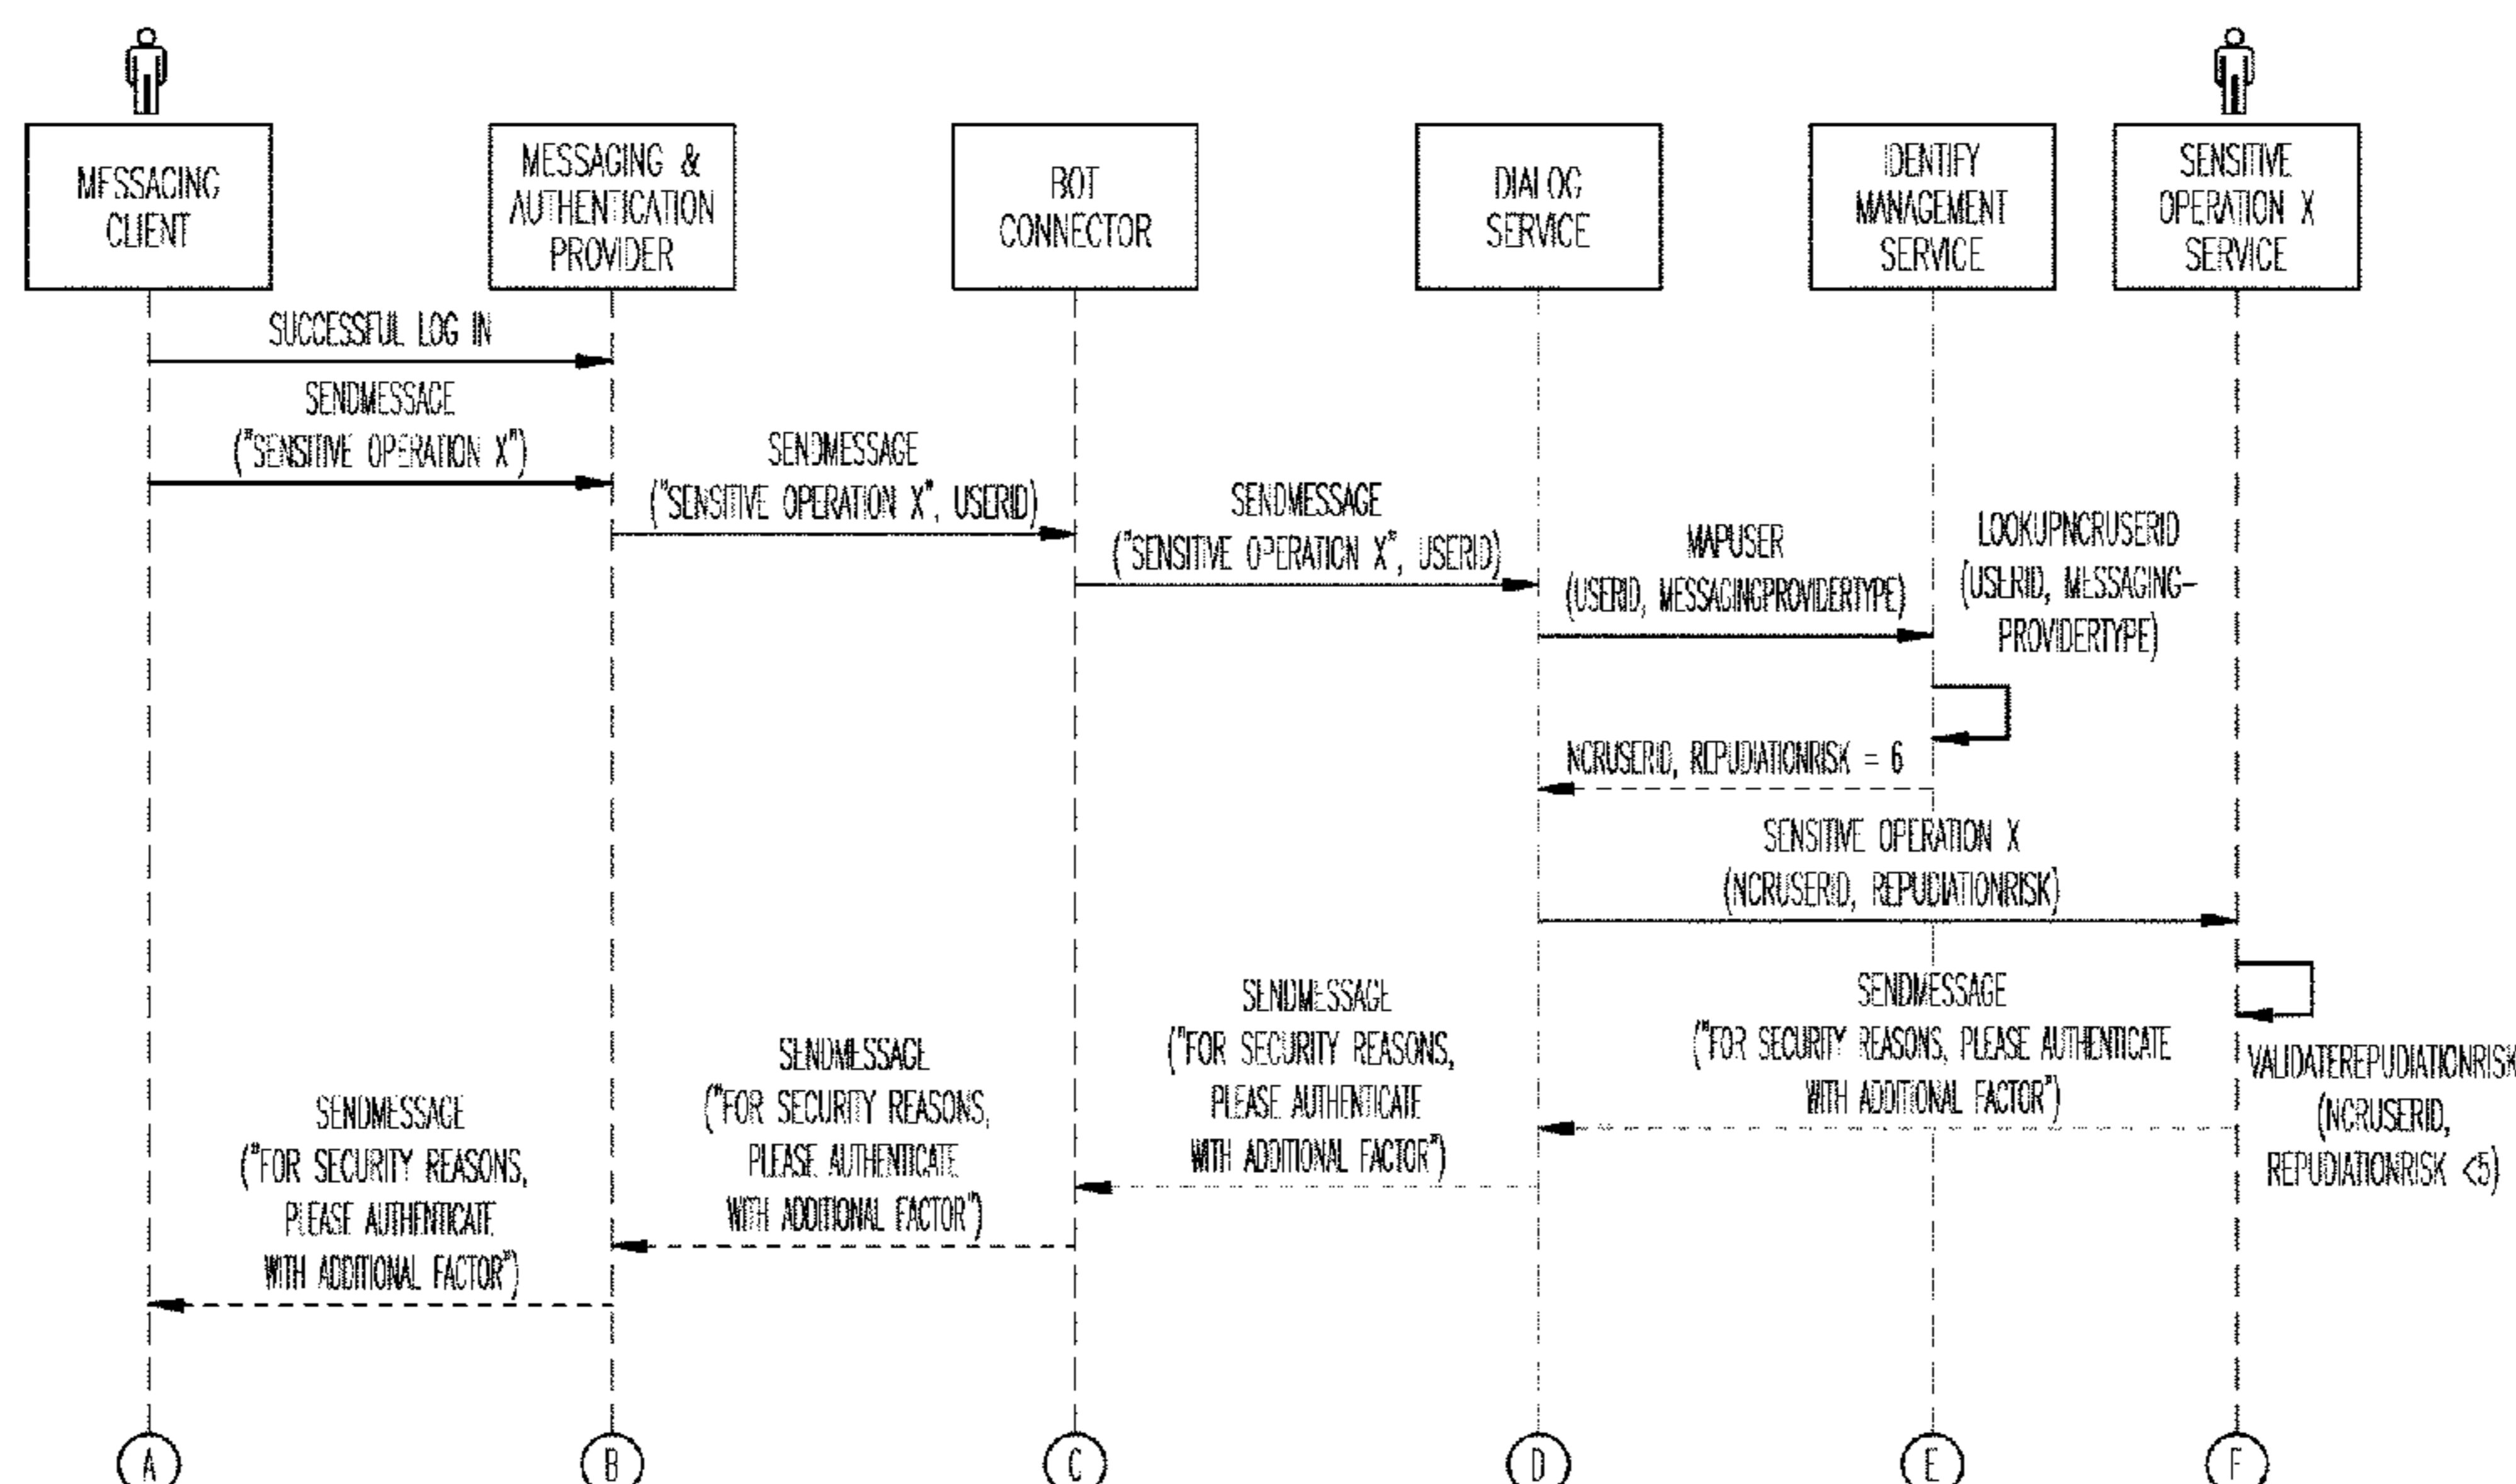 MESSAGING
CLIENT
MESSAGING &
AUTHENTICATION
PROVIDER
BOT
CONNECTOR
DIALOG
SERVICE
IDENTIFY
MANAGEMENT
SERVICE
SENSITIVE
OPERATION X
SERVICE
SUCCESSFUL LOG IN
SENDMESSAGE
("SENSITIVE OPERATION X")
SENDMESSAGE
("SENSITIVE OPERATION X", USERID)
SENDMESSAGE
("SENSITIVE OPERATION X", USERID)
MAPUSER
(USERID, MESSAGINGPROVIDERTYPE)
LOOKUPNCRUSERID
(USERID, MESSAGING-
PROVIDERTYPE)
NCRUSERID, REPUDIATIONRISK = 6
SENSITIVE OPERATION X
(NCRUSERID, REPUDIATIONRISK)
VALIDATEREPUDIATIONRISK
(NCRUSERID,
REPUDIATIONRISK <5)
SENDMESSAGE
("FOR SECURITY REASONS, PLEASE AUTHENTICATE
WITH ADDITIONAL FACTOR")
SENDMESSAGE
("FOR SECURITY REASONS,
PLEASE AUTHENTICATE
WITH ADDITIONAL FACTOR")
SENDMESSAGE
("FOR SECURITY REASONS,
PLEASE AUTHENTICATE
WITH ADDITIONAL FACTOR")
SENDMESSAGE
("FOR SECURITY REASONS,
PLEASE AUTHENTICATE
WITH ADDITIONAL FACTOR")
A
B
C
D
E
F